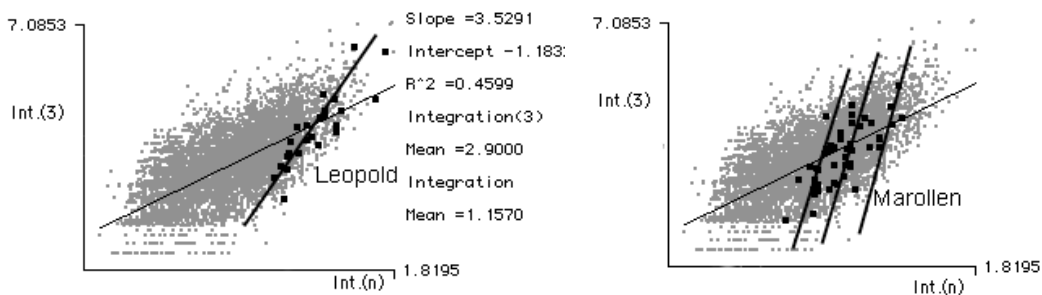 7.0853
Int.(3)
Leopold
Int.(n)
1.8195
Slope =3.5291
Intercept -1.183
R^2 =0.4599
Integration(3)
Mean =2.9000
Integration
Mean =1.1570
7.0853
Int.(3)
Marollen
Int.(n)
1.8195